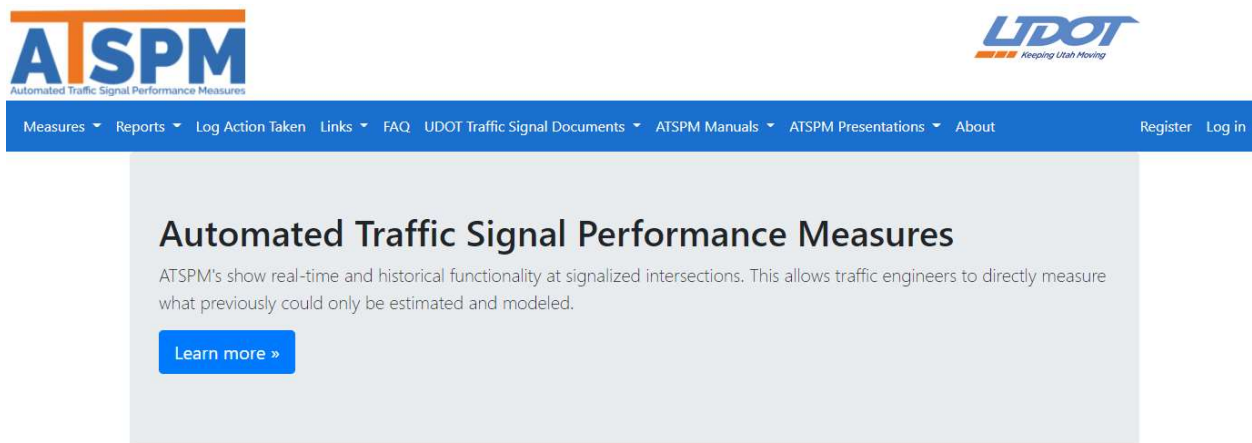 ATSPM
Automated Traffic Signal Performance Measures
UDOT
Keeping Utah Moving
Measures Reports Log Action Taken Links FAQ UDOT Traffic Signal Documents ATSPM Manuals ATSPM Presentations About Register Log in
Automated Traffic Signal Performance Measures
ATSPM's show real-time and historical functionality at signalized intersections. This allows traffic engineers to directly measure
what previously could only be estimated and modeled.
Learn more »